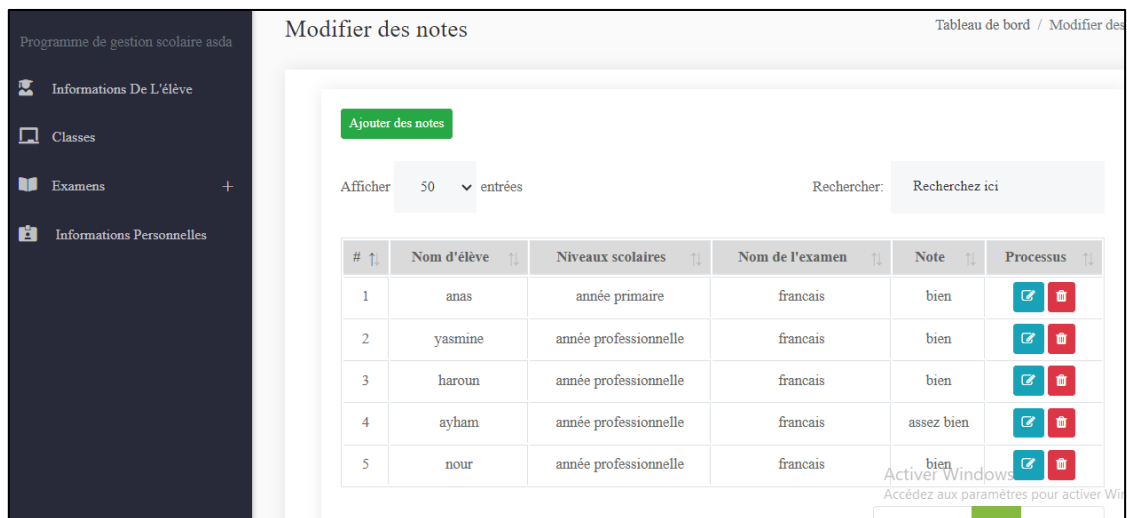 Programme de gestion scolaire asda
Informations De L'élève
Classes
Examens +
Informations Personnelles
Modifier des notes
Tableau de bord / Modifier des
Ajouter des notes
Afficher 50 entrées
Rechercher: Recherchez ici
# Nom d'élève Niveaux scolaires Nom de l'examen Note Processus
1 anas année primaire francais bien
2 yasmine année professionnelle francais bien
3 haroun année professionnelle francais bien
4 ayham année professionnelle francais assez bien
5 nour année professionnelle francais bien
Activer Windows
Accédez aux paramètres pour activer Wi